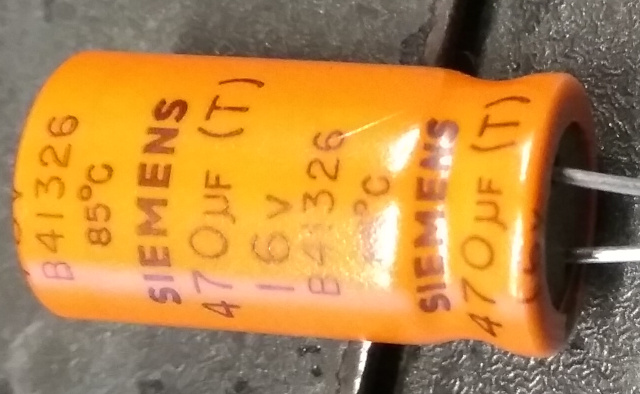 B41326
85°C
SIEMENS
470µF (T)
16V
B41326
°C
SIEMENS
470µF (T)